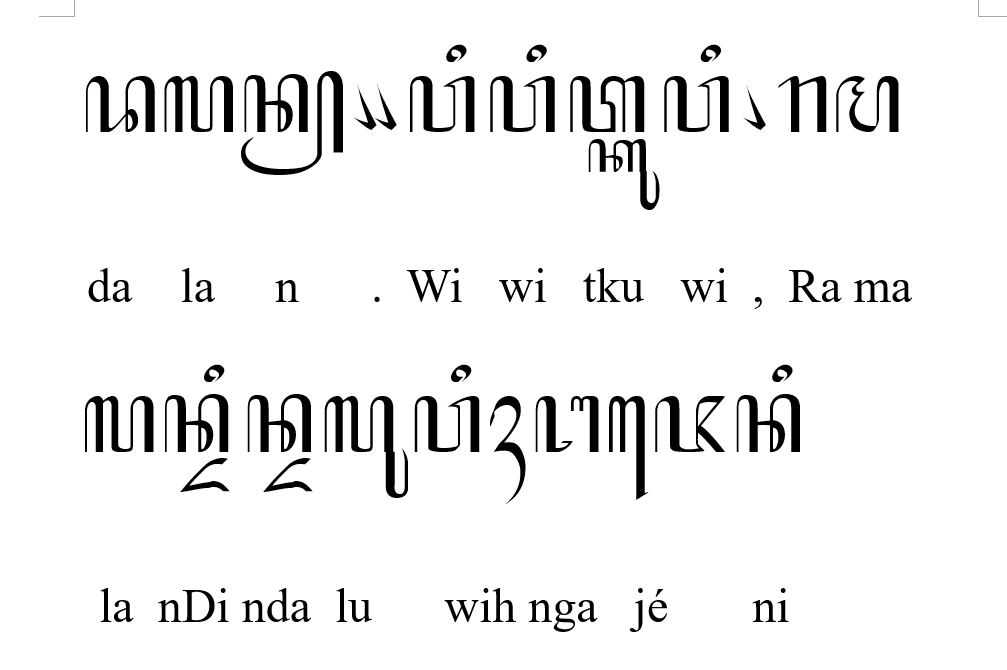 ꦢꦭꦤ꧀꧉ꦮꦶꦮꦶꦠ꧀ꦏꦸꦮꦶ꧈ꦫꦩ
da la n . Wi wi tku wi , Ra ma
ꦭꦤ꧀ꦢꦶꦤ꧀ꦢꦭꦸꦮꦶꦃꦔꦗꦺꦤꦶ
la nDi nda lu wih nga jé ni